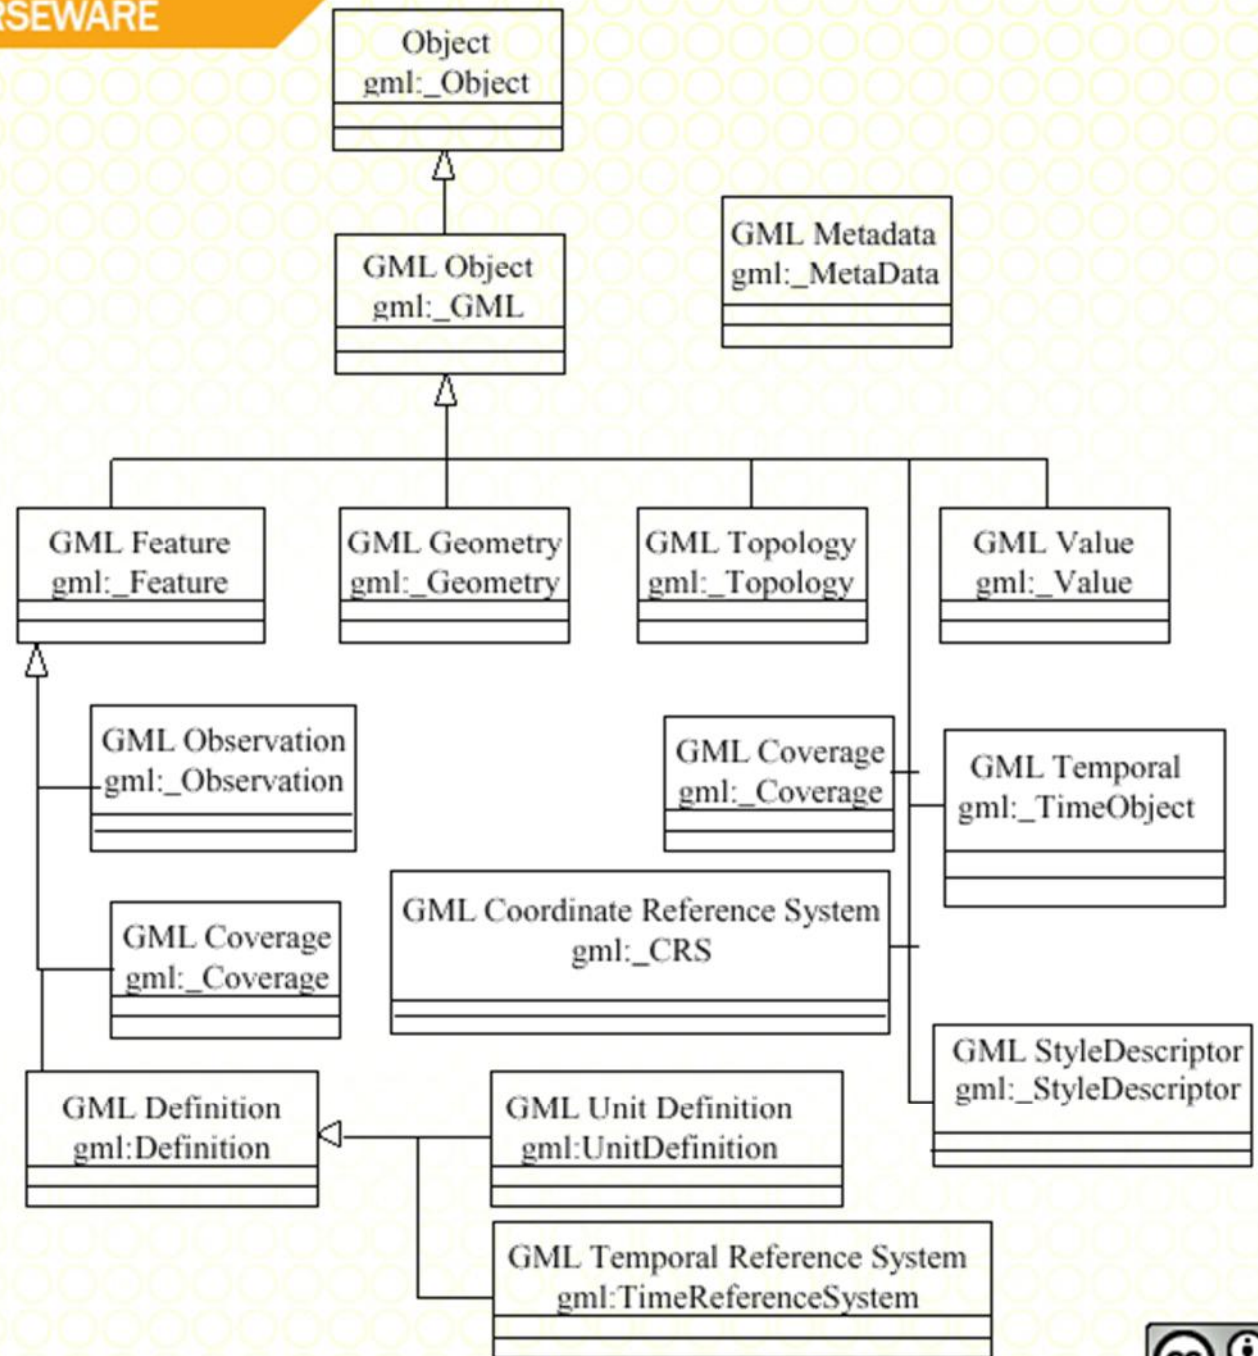 RSEWARE
Object
gml:_Object
GML Object
gml:_GML
GML Metadata
gml:_MetaData
GML Feature
gml:_Feature
GML Geometry
gml:_Geometry
GML Topology
gml:_Topology
GML Value
gml:_Value
GML Observation
gml:_Observation
GML Coverage
gml:_Coverage
GML Temporal
gml:_TimeObject
GML Coordinate Reference System
gml:_CRS
GML Coverage
gml:_Coverage
GML StyleDescriptor
gml:_StyleDescriptor
GML Definition
gml:Definition
GML Unit Definition
gml:UnitDefinition
GML Temporal Reference System
gml:TimeReferenceSystem
cc